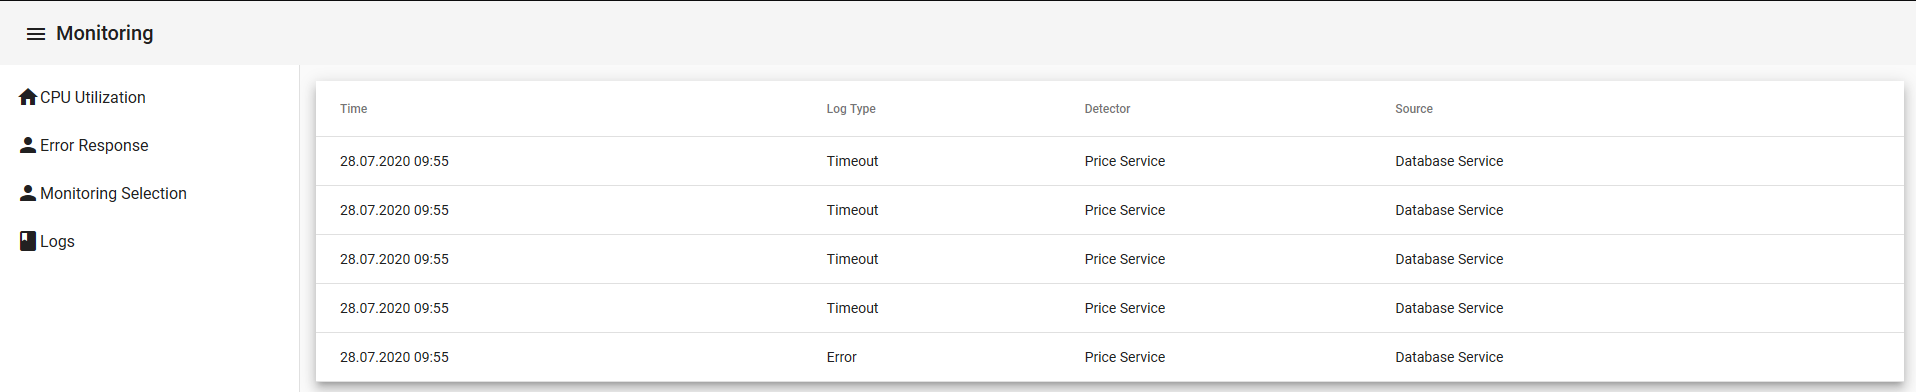 Monitoring
CPU Utilization
Error Response
Monitoring Selection
Logs
Time Log Type Detector Source
28.07.2020 09:55 Timeout Price Service Database Service
28.07.2020 09:55 Timeout Price Service Database Service
28.07.2020 09:55 Timeout Price Service Database Service
28.07.2020 09:55 Timeout Price Service Database Service
28.07.2020 09:55 Error Price Service Database Service